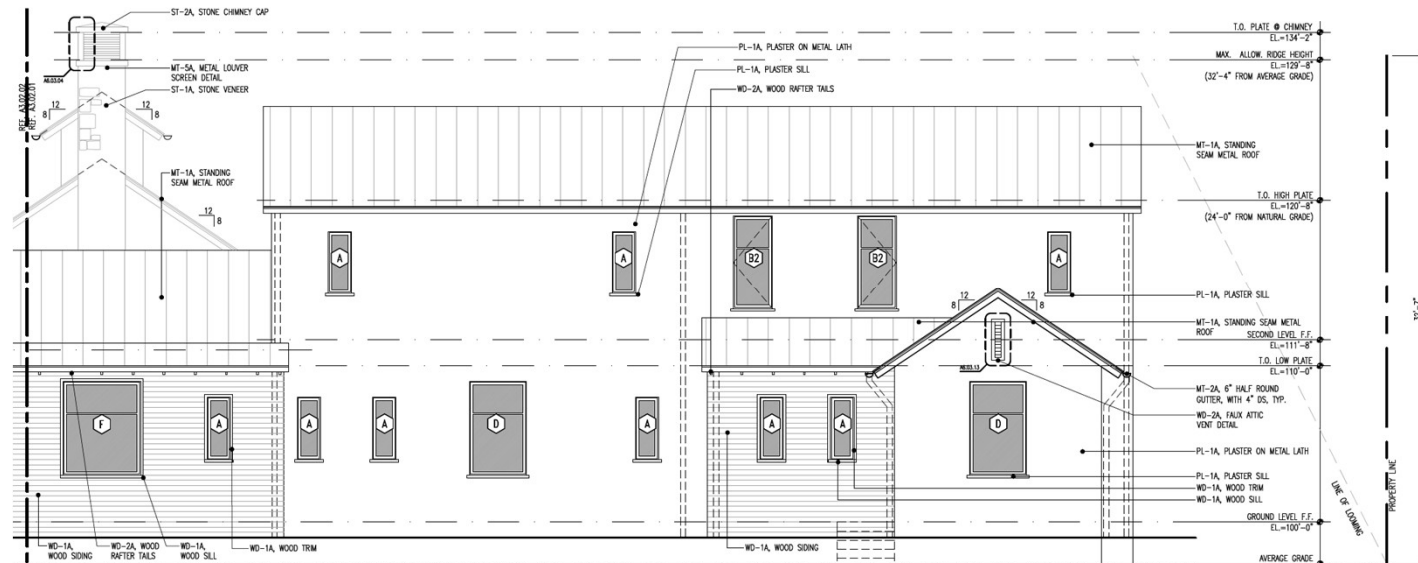 ST-2A, STONE CHIMNEY CAP
A8.03.04
MT-5A, METAL LOUVER
SCREEN DETAIL
ST-1A, STONE VENEER
REF. A3.02.02
REF. A3.02.01
12
8
12
8
MT-1A, STANDING
SEAM METAL ROOF
12
8
PL-1A, PLASTER ON METAL LATH
PL-1A, PLASTER SILL
WD-2A, WOOD RAFTER TAILS
T.O. PLATE @ CHIMNEY
EL.=134'-2"
MAX. ALLOW. RIDGE HEIGHT
EL.=129'-8"
(32'-4" FROM AVERAGE GRADE)
MT-1A, STANDING
SEAM METAL ROOF
T.O. HIGH PLATE
EL.=120'-8"
(24'-0" FROM NATURAL GRADE)
A
A
B2
B2
A
12
8
12
8
PL-1A, PLASTER SILL
MT-1A, STANDING SEAM METAL
ROOF
SECOND LEVEL F.F.
EL.=111'-8"
T.O. LOW PLATE
EL.=110'-0"
A8.03.13
MT-2A, 6" HALF ROUND
GUTTER, WITH 4" DS, TYP.
WD-2A, FAUX ATTIC
VENT DETAIL
F
A
A
A
D
A
A
A
D
PL-1A, PLASTER ON METAL LATH
PL-1A, PLASTER SILL
WD-1A, WOOD TRIM
WD-1A, WOOD SILL
GROUND LEVEL F.F.
EL.=100'-0"
AVERAGE GRADE
LINE OF LOOMING
PROPERTY LINE
WD-1A,
WOOD SIDING
WD-2A, WOOD
RAFTER TAILS
WD-1A,
WOOD SILL
WD-1A, WOOD TRIM
WD-1A, WOOD SIDING